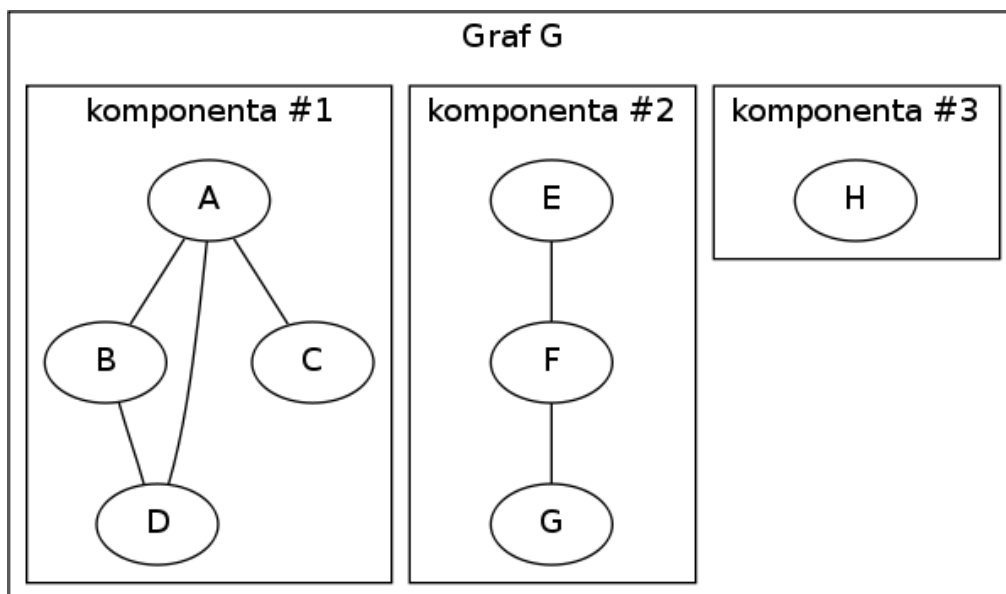 Graf G
komponenta #1
komponenta #2
komponenta #3
A
E
H
B
C
F
D
G